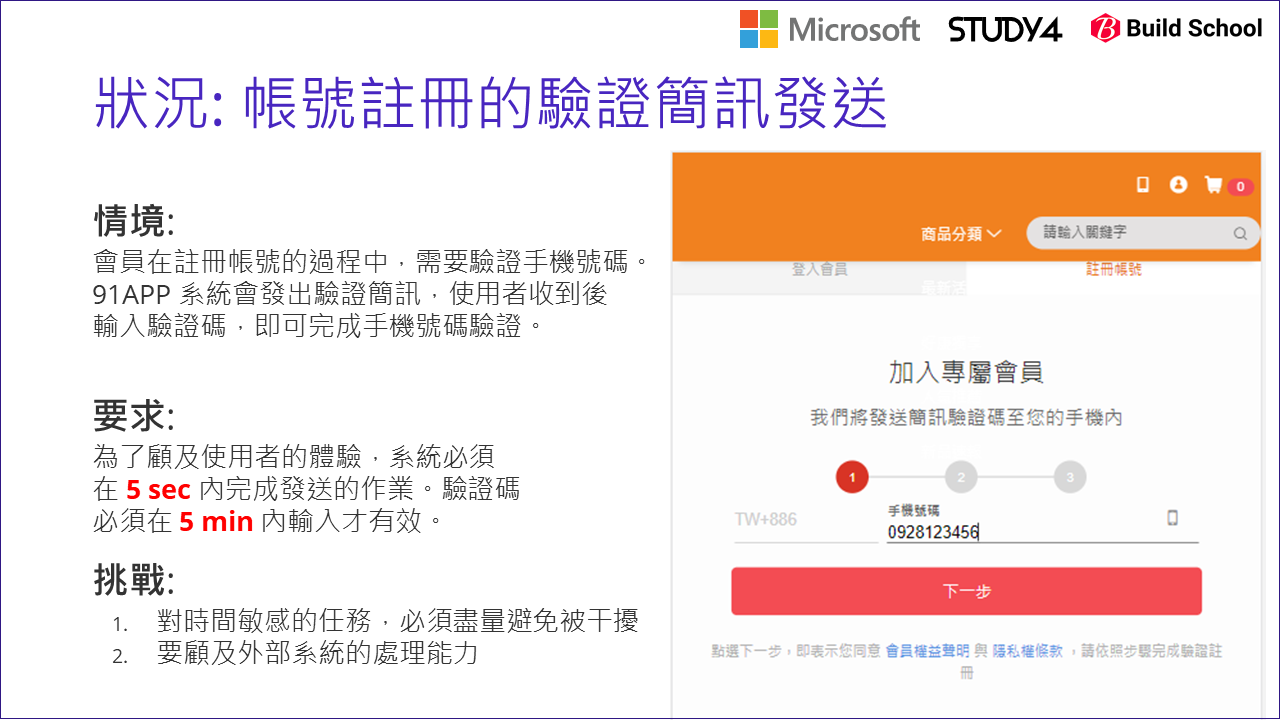 Microsoft STUDY4 Build School
狀況: 帳號註冊的驗證簡訊發送
情境:
會員在註冊帳號的過程中，需要驗證手機號碼。
91APP 系統會發出驗證簡訊，使用者收到後
輸入驗證碼，即可完成手機號碼驗證。
要求:
為了顧及使用者的體驗，系統必須
在 5 sec 內完成發送的作業。驗證碼
必須在 5 min 內輸入才有效。
挑戰:
1. 對時間敏感的任務，必須盡量避免被干擾
2. 要顧及外部系統的處理能力
0
商品分類
請輸入關鍵字
登入會員 註冊帳號
加入專屬會員
我們將發送簡訊驗證碼至您的手機內
1 2 3
手機號碼
TW+886 0928123456
下一步
點選下一步，即表示您同意 會員權益聲明 與 隱私權條款 ，請依照步驟完成驗證註
冊